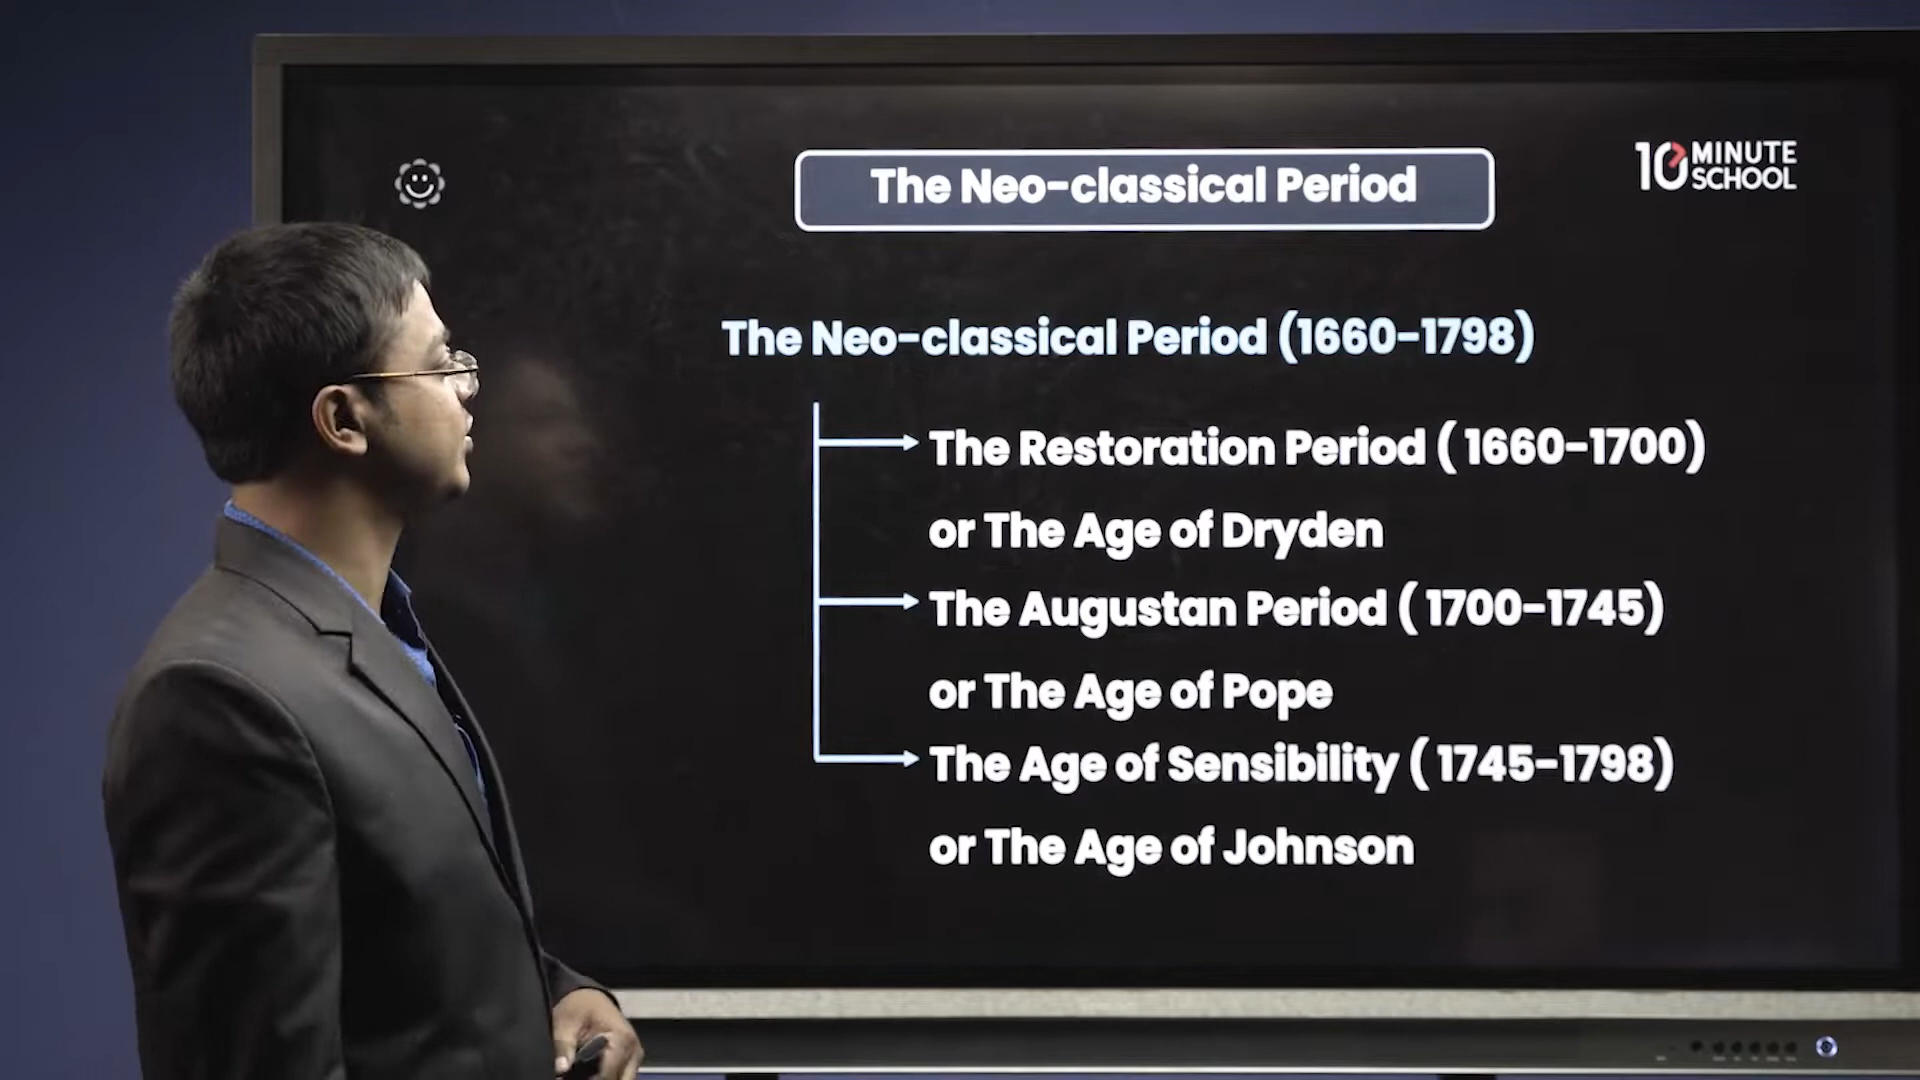 The Neo-classical Period
10 MINUTE
SCHOOL
The Neo-classical Period (1660-1798)
The Restoration Period ( 1660-1700)
or The Age of Dryden
The Augustan Period ( 1700-1745)
or The Age of Pope
The Age of Sensibility ( 1745-1798)
or The Age of Johnson